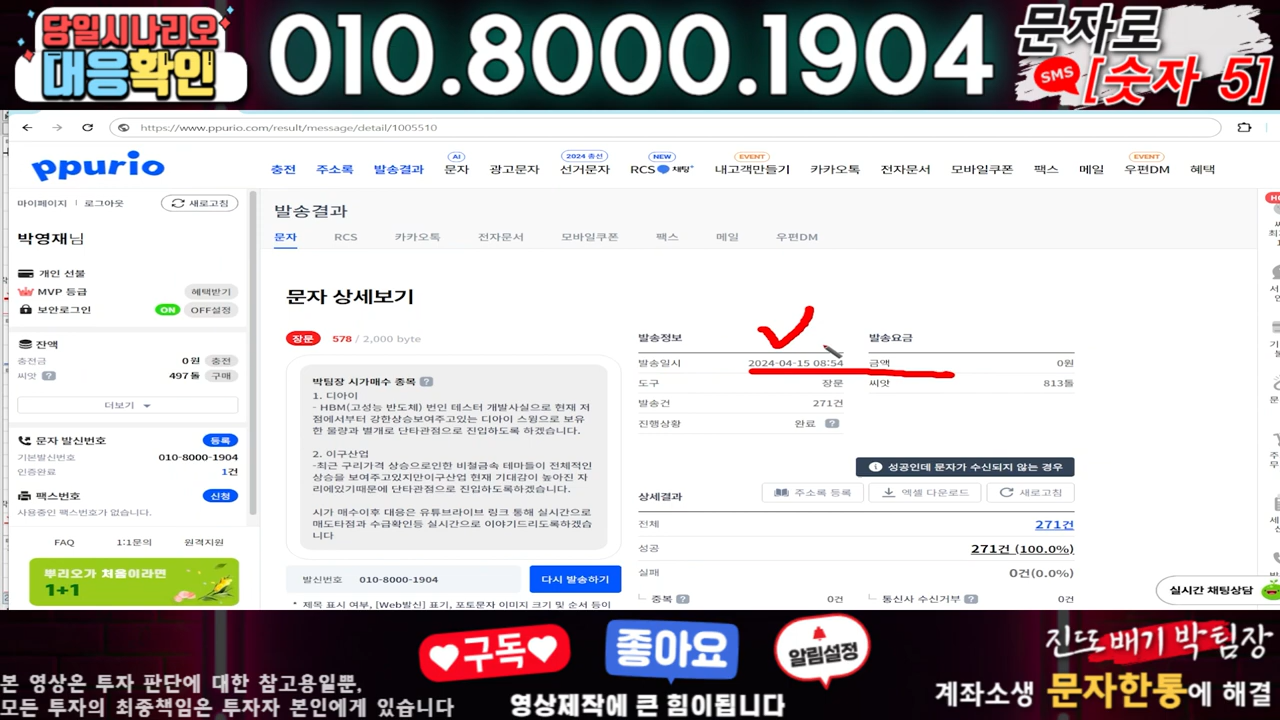 당일시나리오
대응확인
010.8000.1904
문자로
SMS [숫자 5]
https://www.ppurio.com/result/message/detail/1005510
ppurio
AI 2024 총선 NEW EVENT EVENT
충전 주소록 발송결과 문자 광고문자 선거문자 RCS 채팅+ 내고객만들기 카카오톡 전자문서 모바일쿠폰 팩스 메일 우편DM 혜택
마이페이지 | 로그아웃 새로고침
박영재님
개인 선불
MVP 등급 혜택받기
보안로그인 ON OFF설정
잔액
충전금 0원 충전
씨앗 ? 497톨 구매
더보기
문자 발신번호 등록
기본발신번호 010-8000-1904
인증완료 1건
팩스번호 신청
사용중인 팩스번호가 없습니다.
FAQ 1:1문의 원격지원
뿌리오가 처음이라면
1+1
발송결과
문자 RCS 카카오톡 전자문서 모바일쿠폰 팩스 메일 우편DM
문자 상세보기
장문 578 / 2,000 byte
박팀장 시가매수 종목 ?
1. 디아이
- HBM(고성능 반도체) 번인 테스터 개발사실으로 현재 저
점에서부터 강한상승보여주고있는 디아이 스윙으로 보유
한 물량과 별개로 단타관점으로 진입하도록 하겠습니다.
2. 이구산업
-최근 구리가격 상승으로인한 비철금속 테마들이 전체적인
상승을 보여주고있지만이구산업 현재 기대감이 높아진 자
리에있기때문에 단타관점으로 진입하도록하겠습니다.
시가 매수이후 대응은 유튜브라이브 링크 통해 실시간으로
매도타점과 수급확인등 실시간으로 이야기드리도록하겠습
니다
발신번호 010-8000-1904 다시 발송하기
* 제목 표시 여부, [Web발신] 표기, 포토문자 이미지 크기 및 순서 등이
발송정보
발송일시 2024-04-15 08:54
도구 장문
발송건 271건
진행상황 완료 ?
발송요금
금액 0원
씨앗 813톨
성공인데 문자가 수신되지 않는 경우
상세결과 주소록 등록 엑셀 다운로드 새로고침
전체 271건
성공 271건 (100.0%)
실패 0건(0.0%)
중복 ? 0건 통신사 수신거부 ? 0건
실시간 채팅상담
구독
좋아요
알림설정
영상제작에 큰 힘이됩니다
본 영상은 투자 판단에 대한 참고용일뿐,
모든 투자의 최종책임은 투자자 본인에게 있습니다
진또배기 박팀장
계좌소생 문자한통에 해결